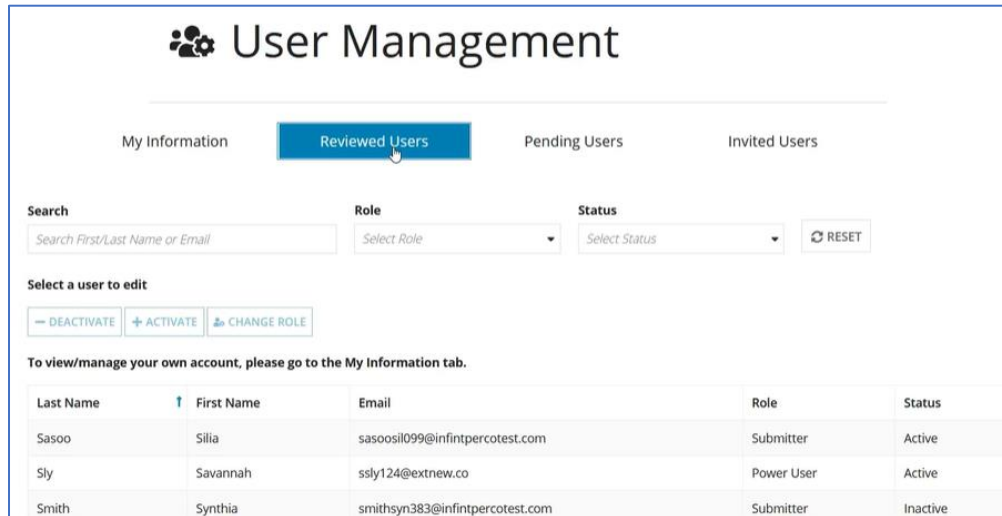 User Management
My Information Reviewed Users Pending Users Invited Users
Search Role Status
Search First/Last Name or Email Select Role Select Status RESET
Select a user to edit
DEACTIVATE ACTIVATE CHANGE ROLE
To view/manage your own account, please go to the My Information tab.
Last Name First Name Email Role Status
Sasoo Silia sasoosil099@infintpercotest.com Submitter Active
Sly Savannah ssly124@extnew.co Power User Active
Smith Synthia smithsyn383@infintpercotest.com Submitter Inactive